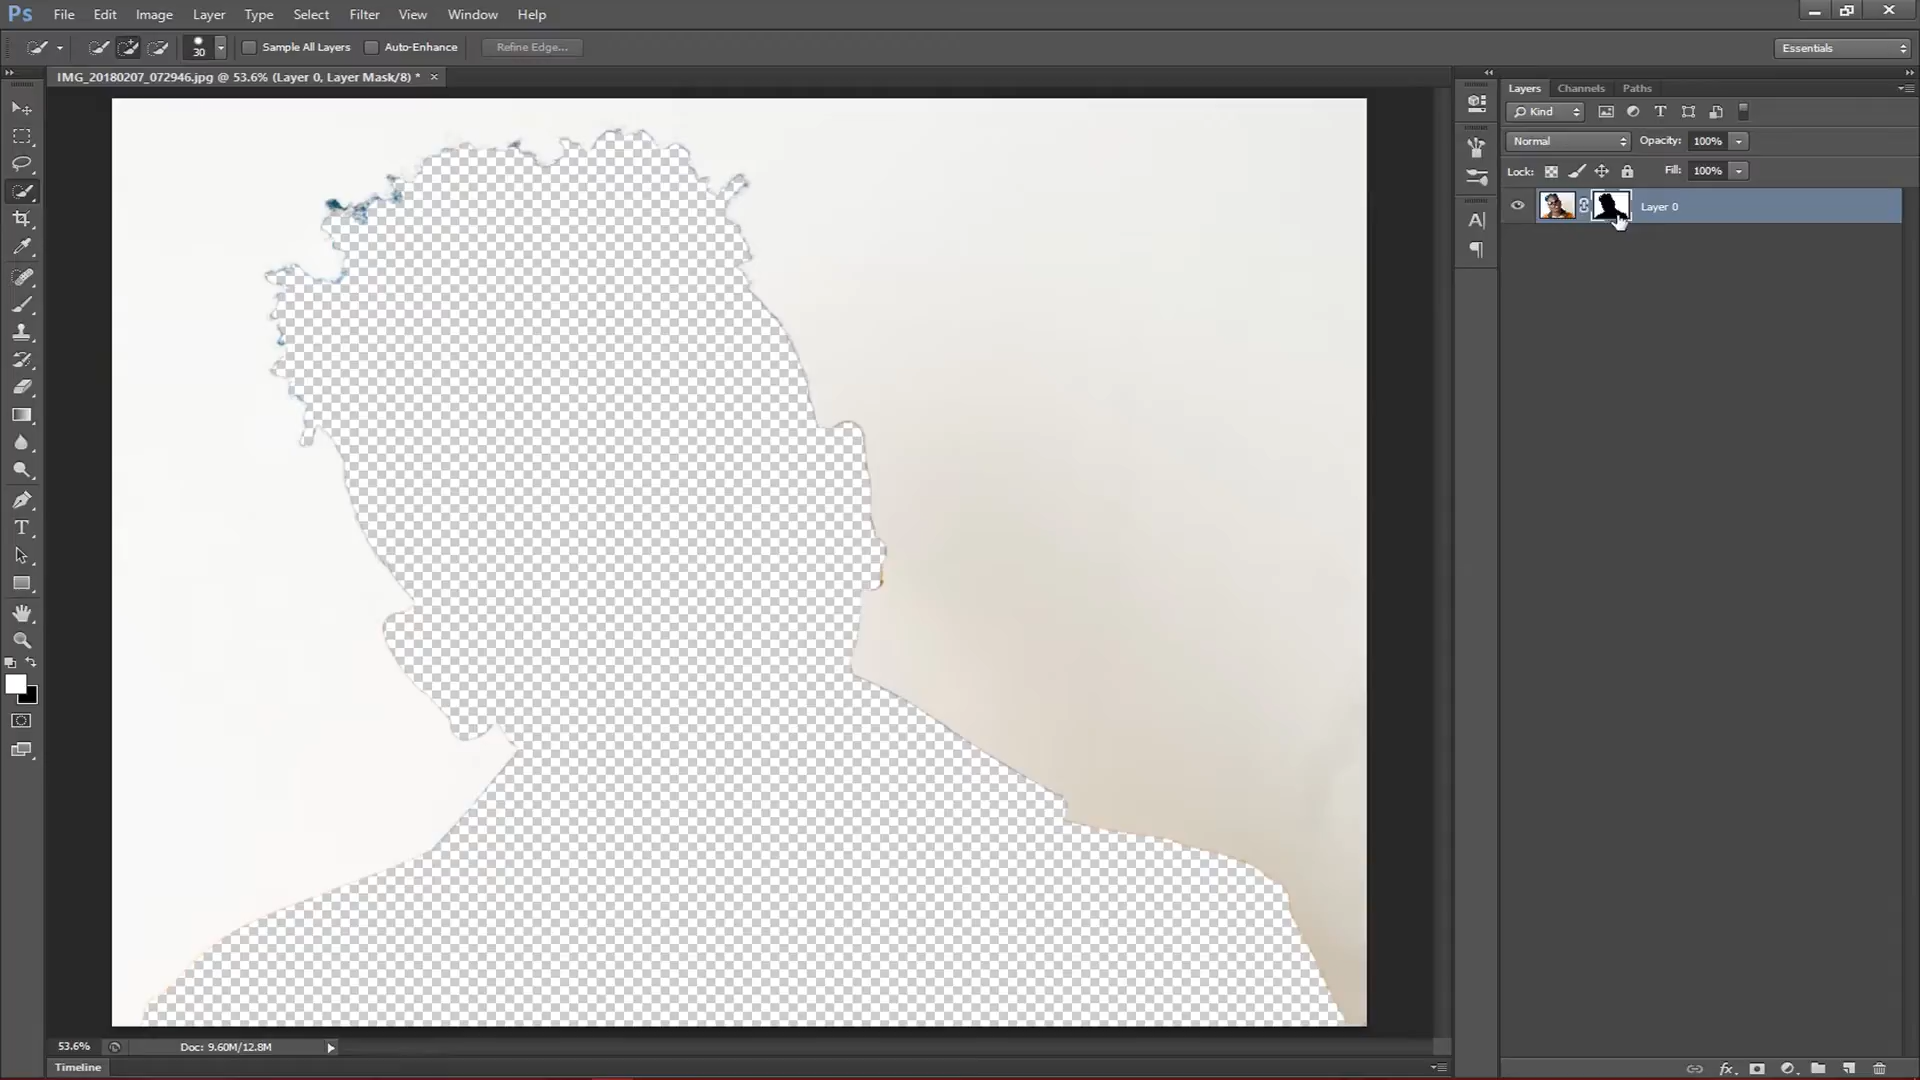 Ps File Edit Image Layer Type Select Filter View Window Help
30 Sample All Layers Auto-Enhance Refine Edge... Essentials
IMG_20180207_072946.jpg @ 53.6% (Layer 0, Layer Mask/8) * ×
Layers Channels Paths
Kind
Normal Opacity: 100%
Lock: Fill: 100%
Layer 0
53.6% Doc: 9.60M/12.8M
Timeline